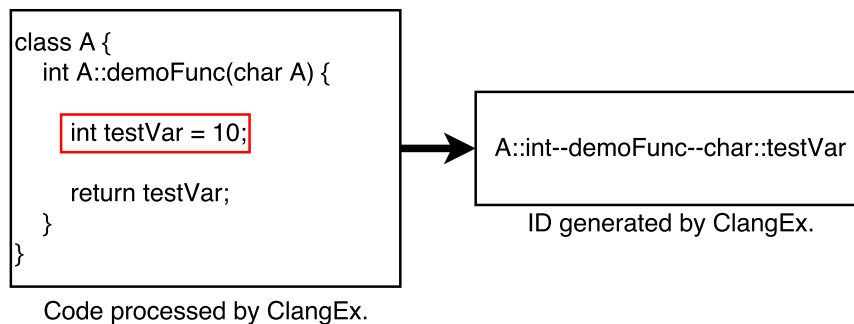 class A {
int A::demoFunc(char A) {
int testVar = 10;
return testVar;
}
}
Code processed by ClangEx.
A::int--demoFunc--char::testVar
ID generated by ClangEx.